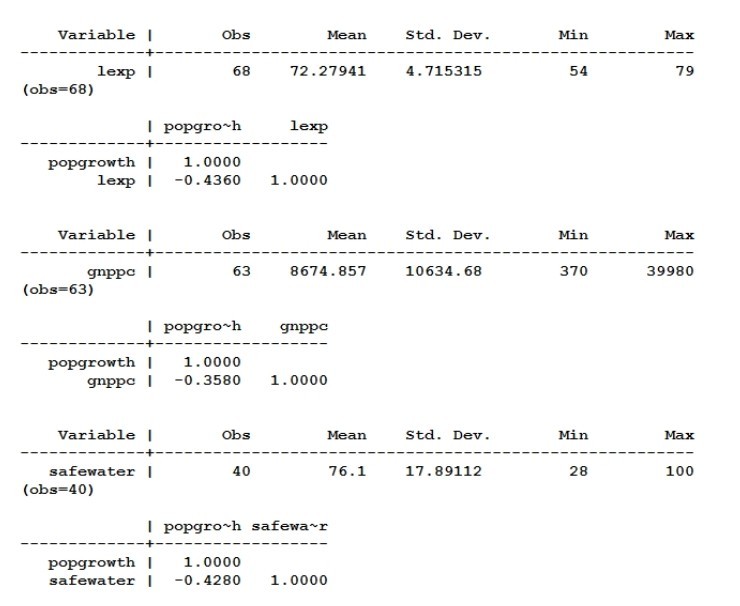 Variable | Obs Mean Std. Dev. Min Max
-------------+--------------------------------------------------------
lexp | 68 72.27941 4.715315 54 79
(obs=68)
| popgro~h lexp
-------------+------------------
popgrowth | 1.0000
lexp | -0.4360 1.0000
Variable | Obs Mean Std. Dev. Min Max
-------------+--------------------------------------------------------
gnppc | 63 8674.857 10634.68 370 39980
(obs=63)
| popgro~h gnppc
-------------+------------------
popgrowth | 1.0000
gnppc | -0.3580 1.0000
Variable | Obs Mean Std. Dev. Min Max
-------------+--------------------------------------------------------
safewater | 40 76.1 17.89112 28 100
(obs=40)
| popgro~h safewa~r
-------------+------------------
popgrowth | 1.0000
safewater | -0.4280 1.0000